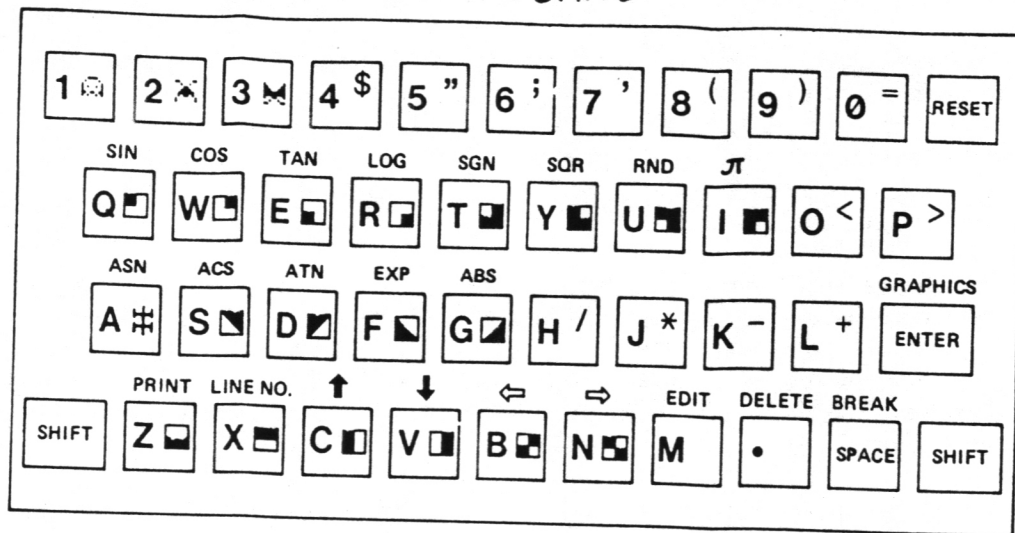 1 2 3 4 $ 5 " 6 ; 7 ' 8 ( 9 ) 0 = RESET
SIN COS TAN LOG SGN SQR RND π
Q W E R T Y U I O < P >
ASN ACS ATN EXP ABS GRAPHICS
A S D F G H / J * K − L + ENTER
PRINT LINE NO. ⬆ ⬇ ⇦ ⇨ EDIT DELETE BREAK
SHIFT Z X C V B N M • SPACE SHIFT